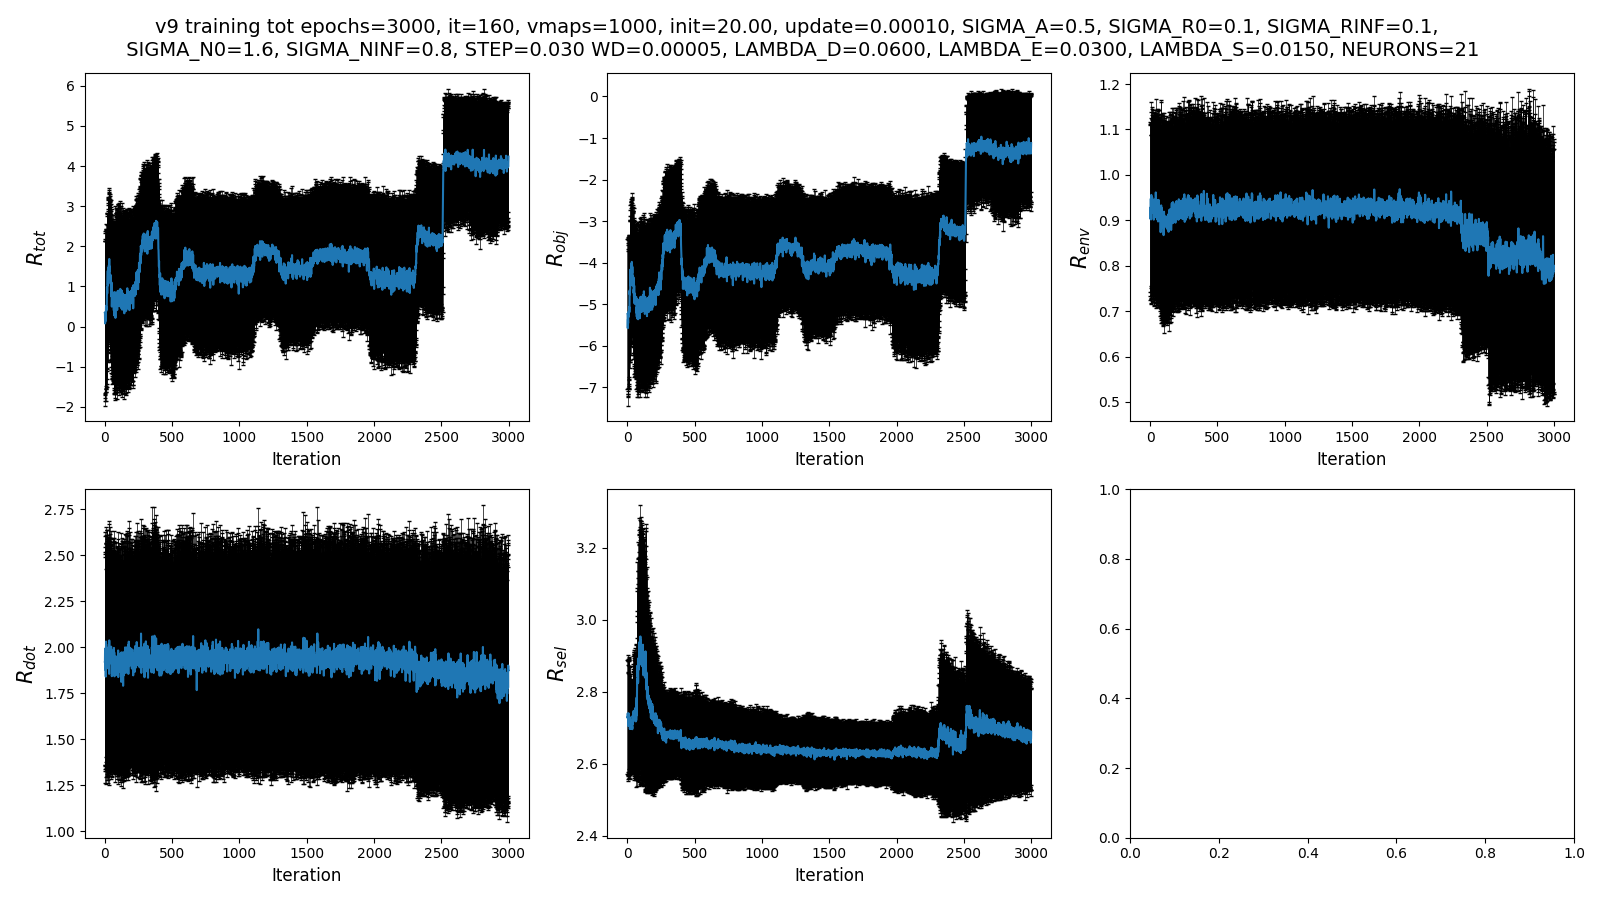 v9 training tot epochs=3000, it=160, vmaps=1000, init=20.00, update=0.00010, SIGMA_A=0.5, SIGMA_R0=0.1, SIGMA_RINF=0.1,
SIGMA_N0=1.6, SIGMA_NINF=0.8, STEP=0.030 WD=0.00005, LAMBDA_D=0.0600, LAMBDA_E=0.0300, LAMBDA_S=0.0150, NEURONS=21
R_tot
6
5
4
3
2
1
0
−1
−2
0 500 1000 1500 2000 2500 3000
Iteration
R_obj
0
−1
−2
−3
−4
−5
−6
−7
0 500 1000 1500 2000 2500 3000
Iteration
R_env
1.2
1.1
1.0
0.9
0.8
0.7
0.6
0.5
0 500 1000 1500 2000 2500 3000
Iteration
R_dot
2.75
2.50
2.25
2.00
1.75
1.50
1.25
1.00
0 500 1000 1500 2000 2500 3000
Iteration
R_sel
3.2
3.0
2.8
2.6
2.4
0 500 1000 1500 2000 2500 3000
Iteration
1.0
0.8
0.6
0.4
0.2
0.0
0.0 0.2 0.4 0.6 0.8 1.0